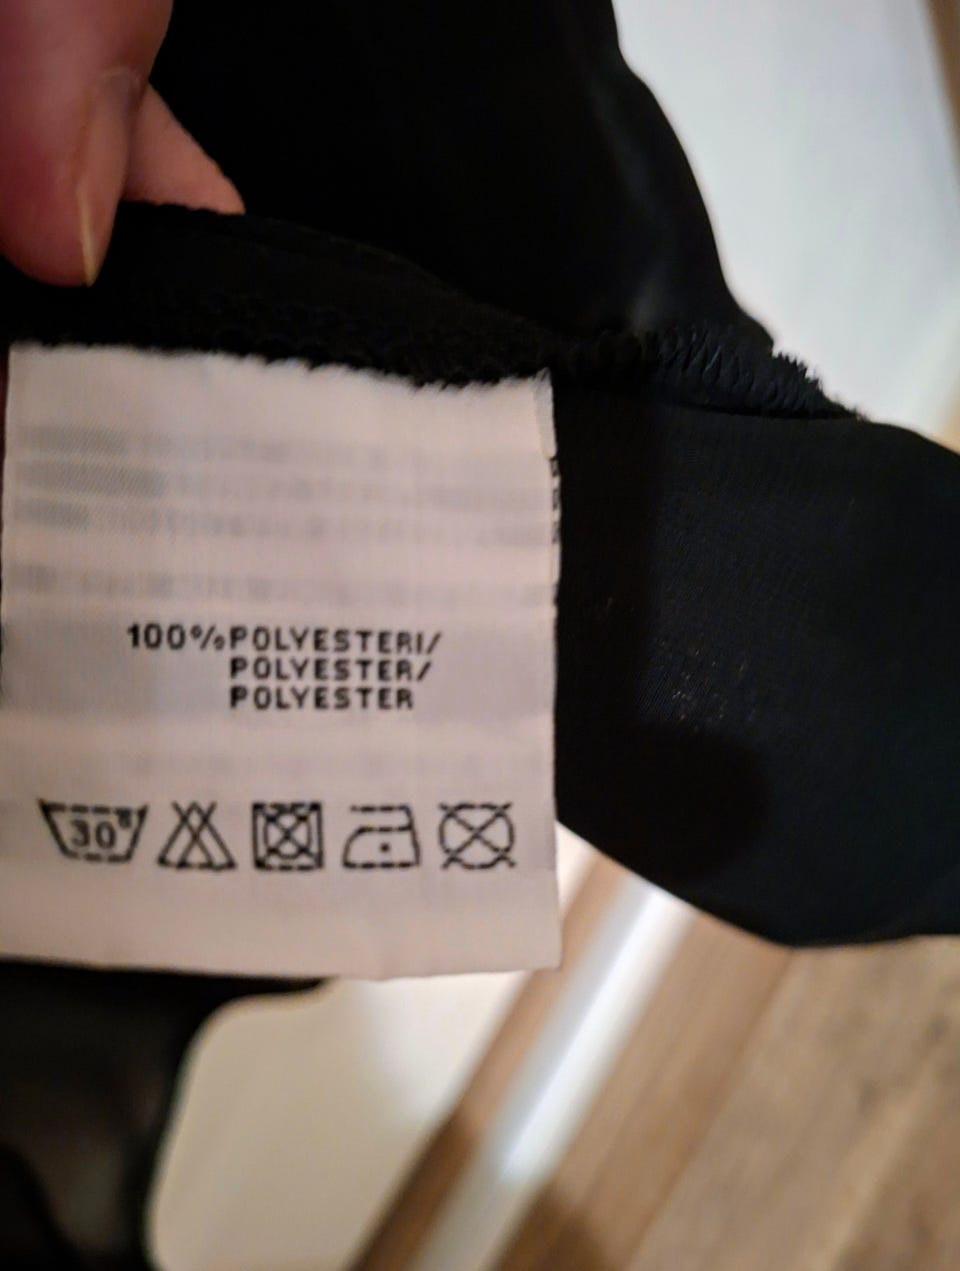 100%POLYESTERI/
POLYESTER/
POLYESTER
30°